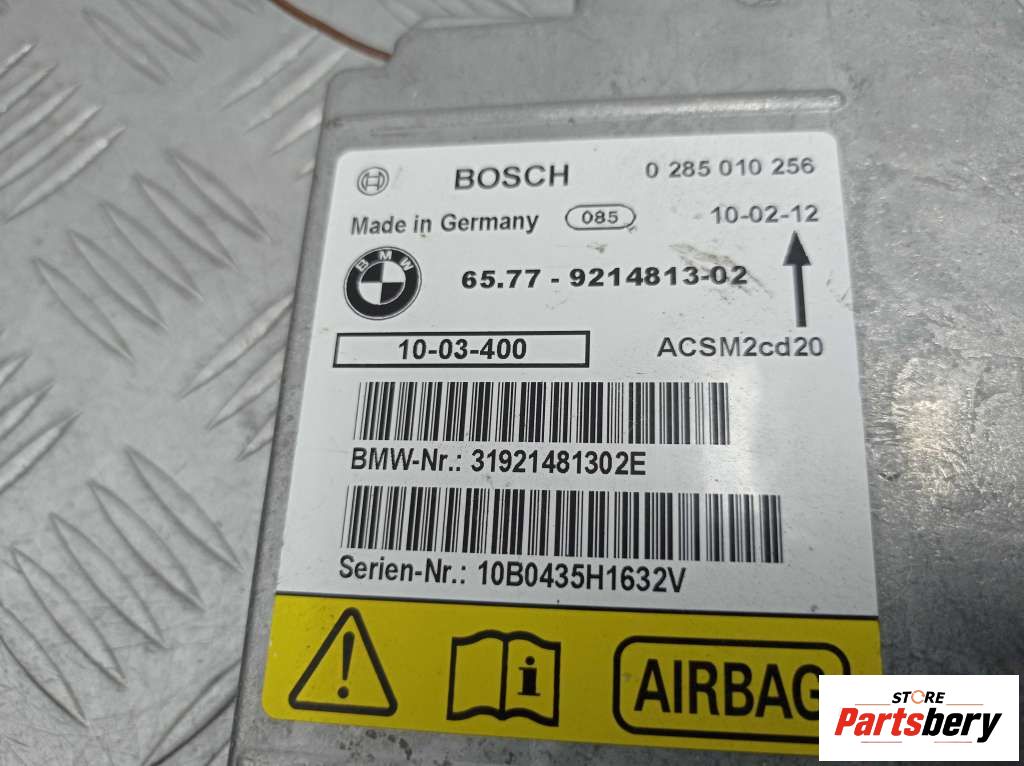 BOSCH 0 285 010 256
Made in Germany 085 10-02-12
BMW 65.77 - 9214813-02
10-03-400 ACSM2cd20
BMW-Nr.: 31921481302E
Serien-Nr.: 10B0435H1632V
AIRBAG
STORE
Partsbery